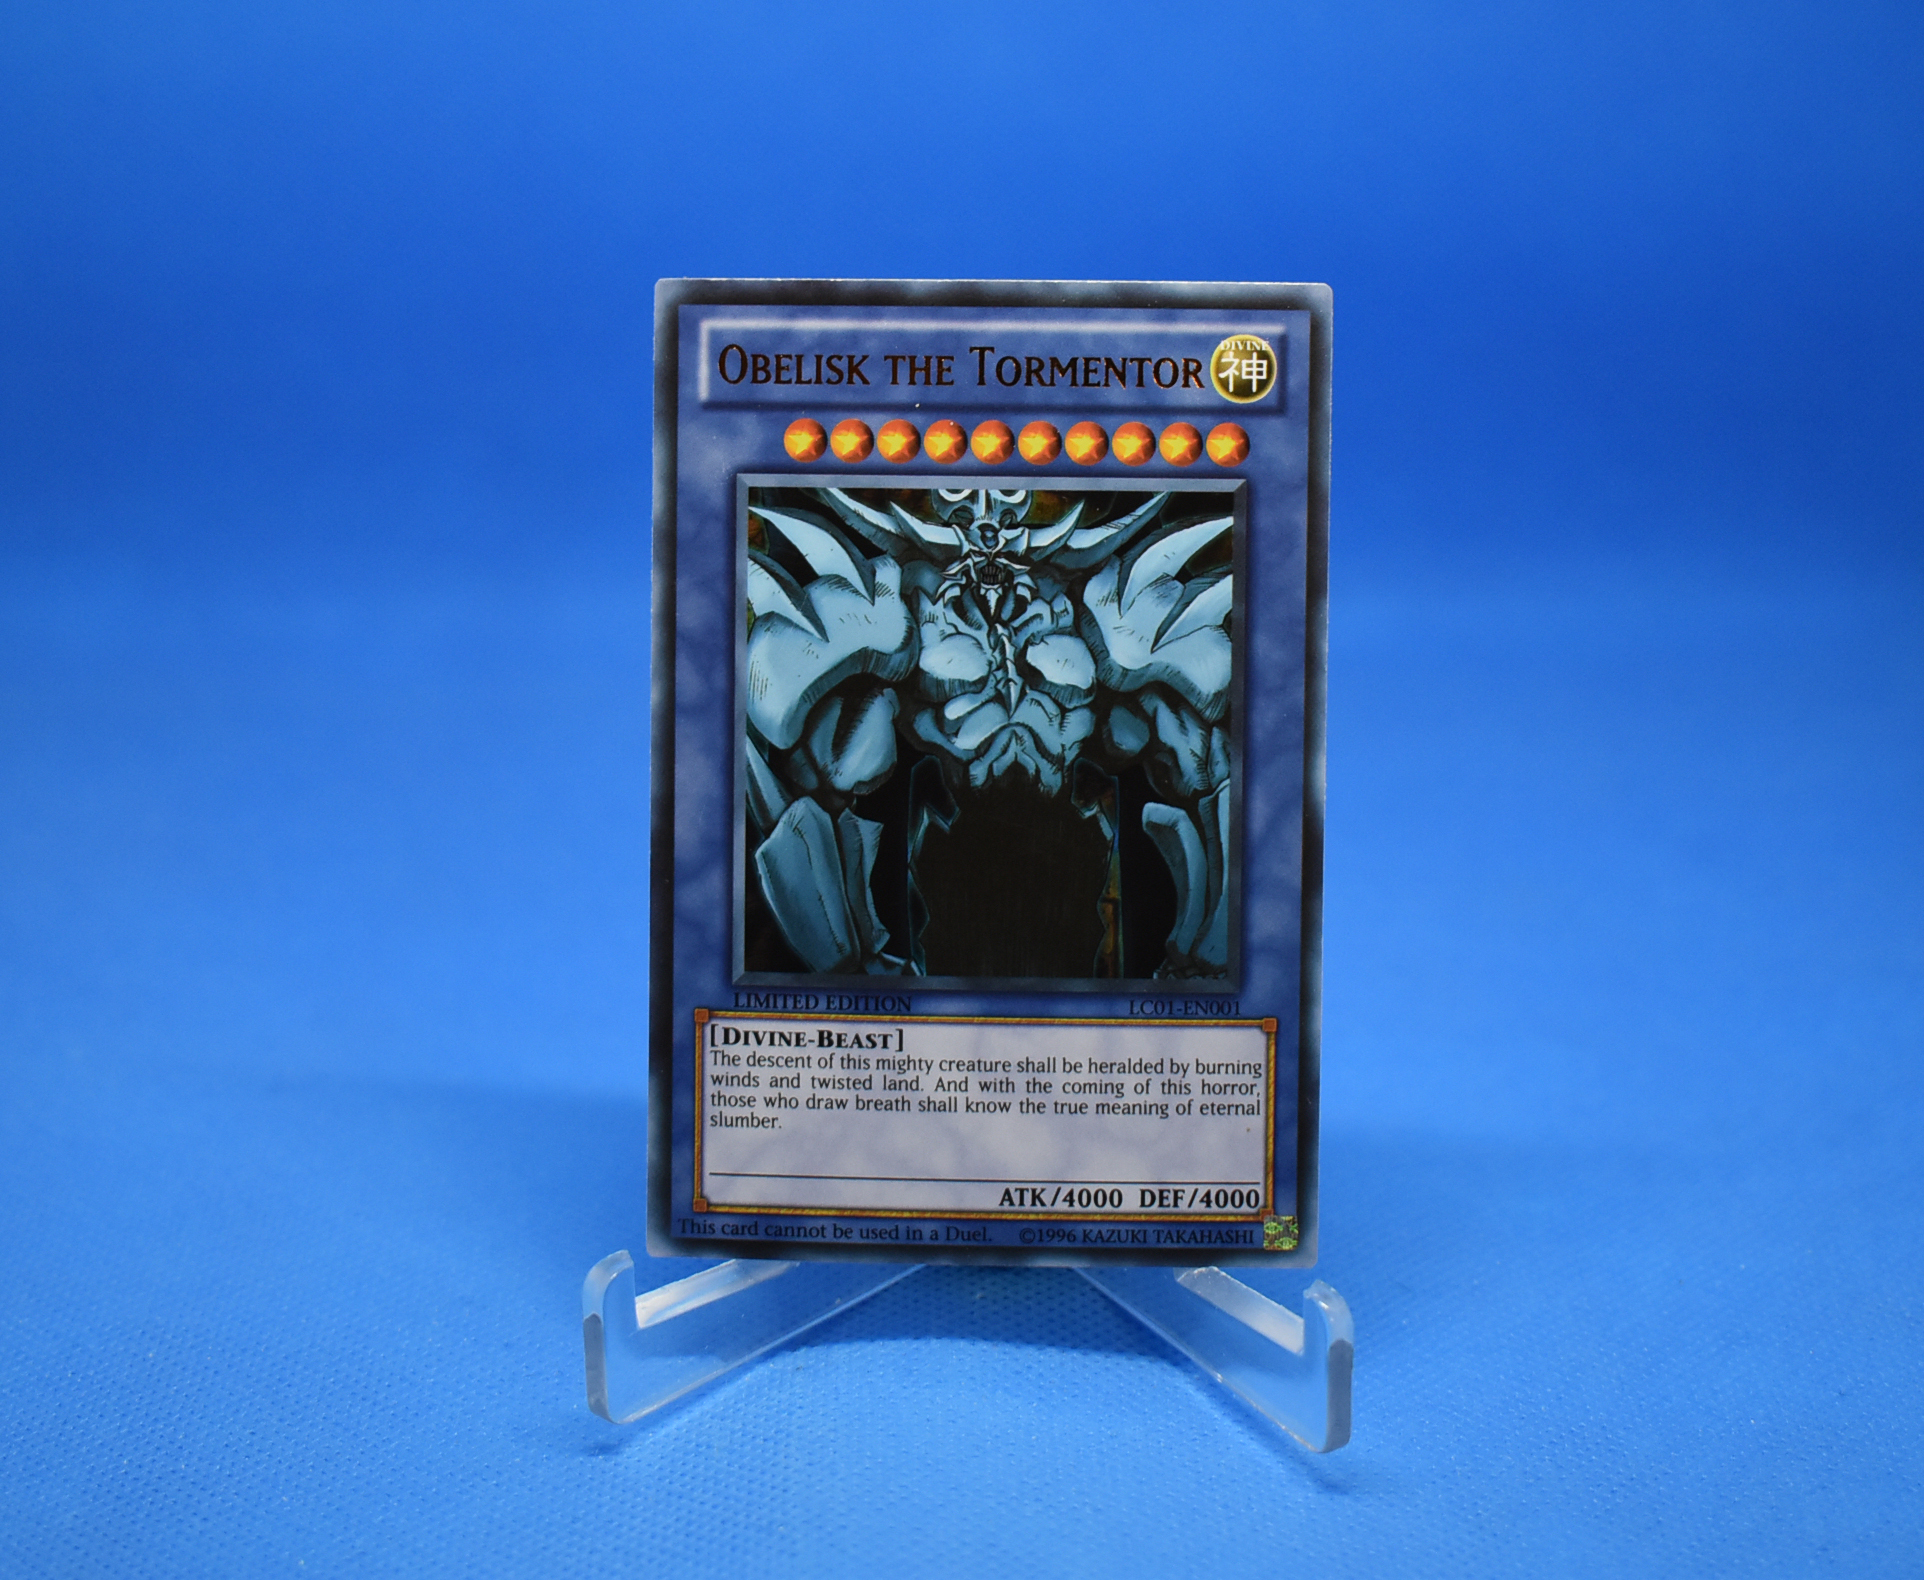 OBELISK THE TORMENTOR
DIVINE
神
LIMITED EDITION
LC01-EN001
[DIVINE-BEAST]
The descent of this mighty creature shall be heralded by burning
winds and twisted land. And with the coming of this horror,
those who draw breath shall know the true meaning of eternal
slumber.
ATK/4000 DEF/4000
This card cannot be used in a Duel. ©1996 KAZUKI TAKAHASHI